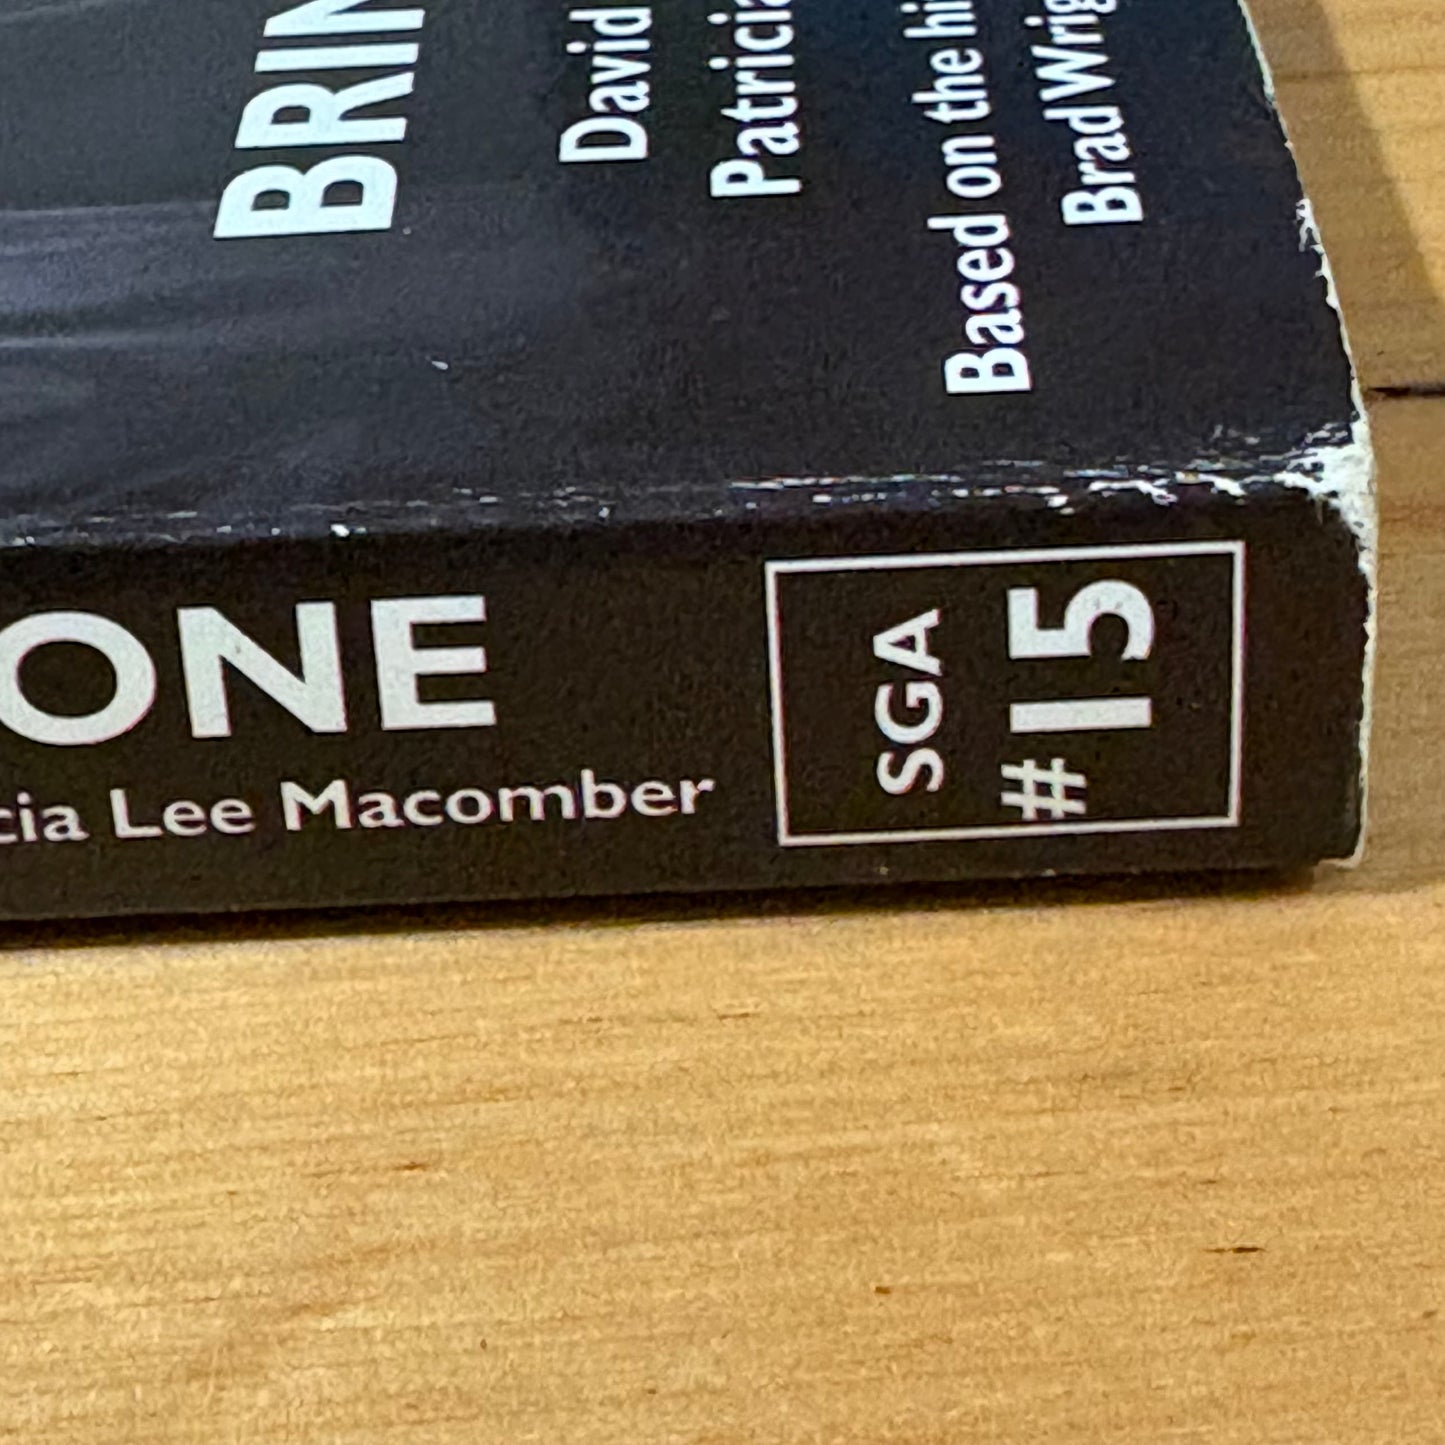 BRIN
David
Patricia
Based on the hi
Brad Wrig
ONE
cia Lee Macomber
SGA
#15